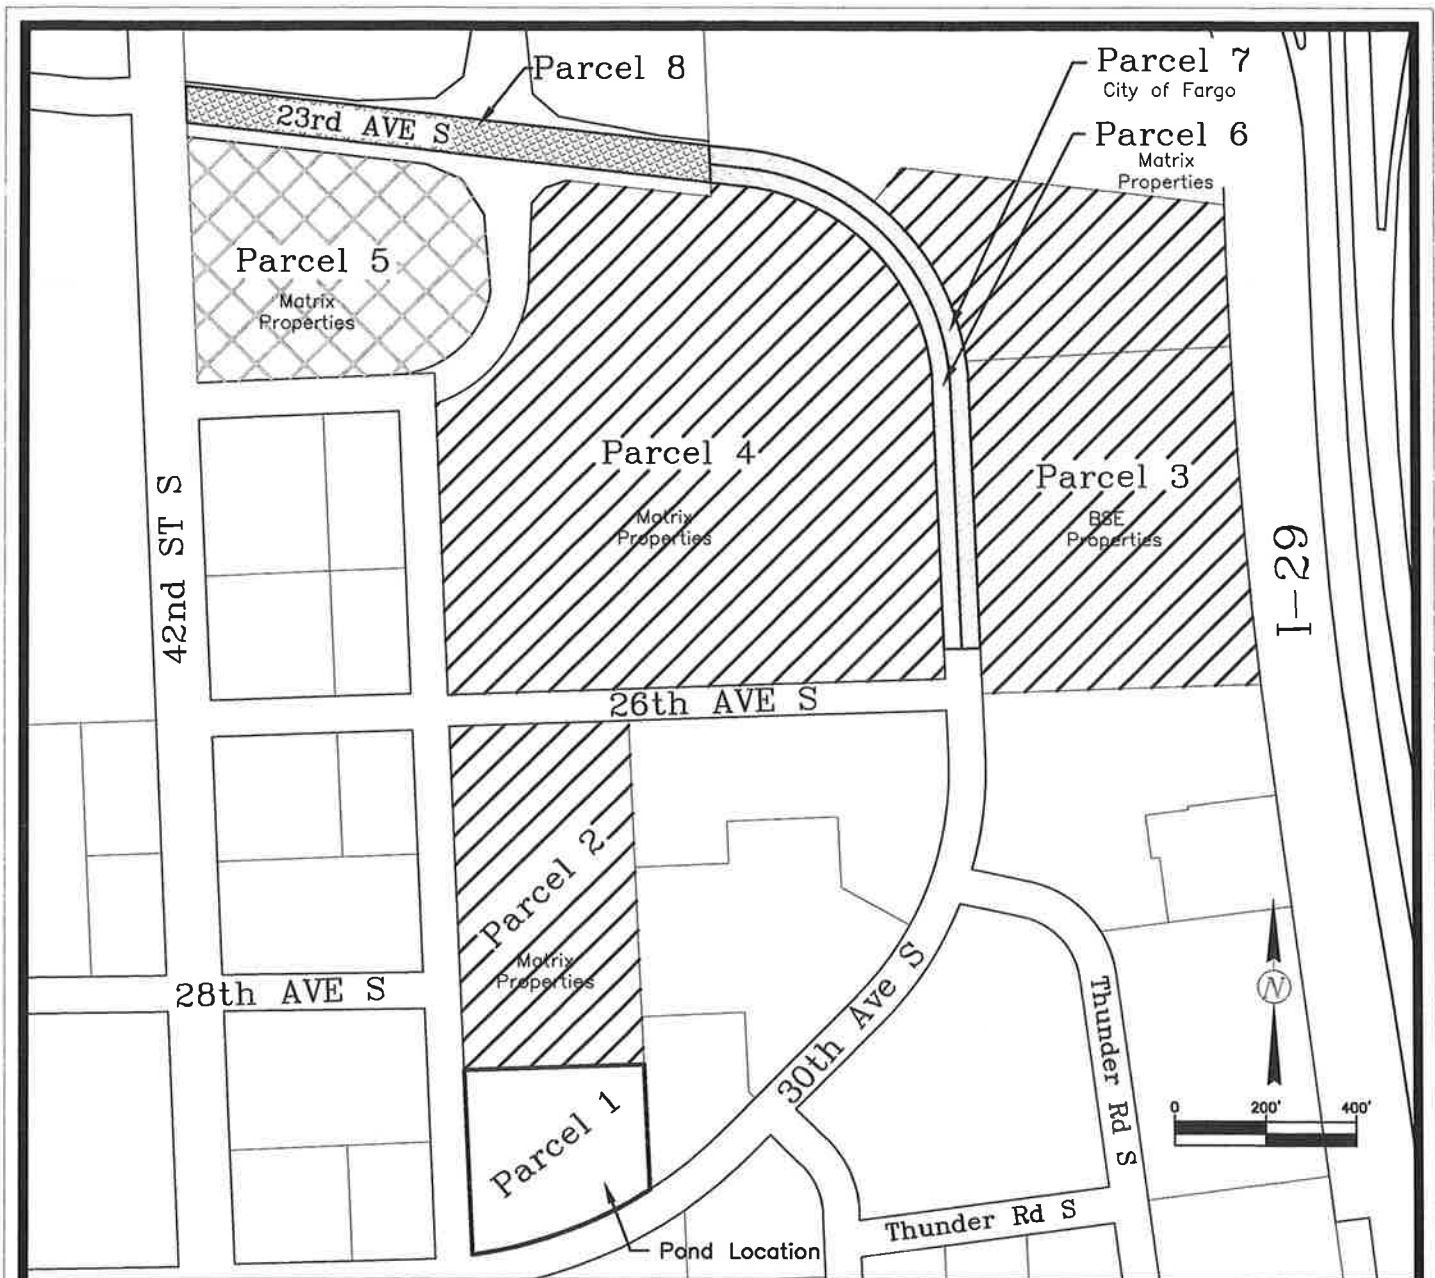 Parcel 8
Parcel 7
City of Fargo
23rd AVE S
Parcel 6
Matrix
Properties
Parcel 5
Matrix
Properties
Parcel 4
Matrix
Properties
Parcel 3
BSE
Properties
42nd ST S
I-29
26th AVE S
Parcel 2
Matrix
Properties
28th AVE S
30th Ave S
Thunder Rd S
N
0 200' 400'
Parcel 1
Thunder Rd S
Pond Location